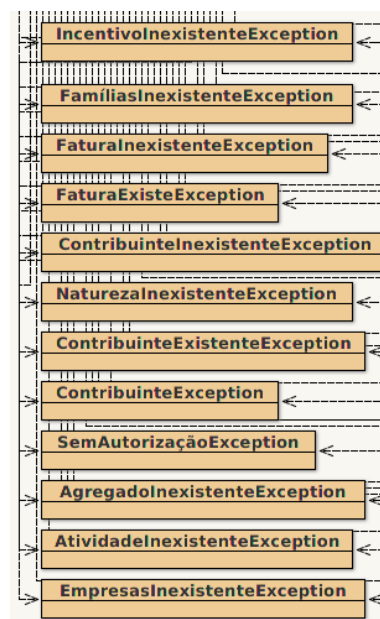 IncentivoInexistenteException
FamíliasInexistenteException
FaturaInexistenteException
FaturaExisteException
ContribuinteInexistenteException
NaturezaInexistenteException
ContribuinteExistenteException
ContribuinteException
SemAutorizaçãoException
AgregadoInexistenteException
AtividadeInexistenteException
EmpresasInexistenteException